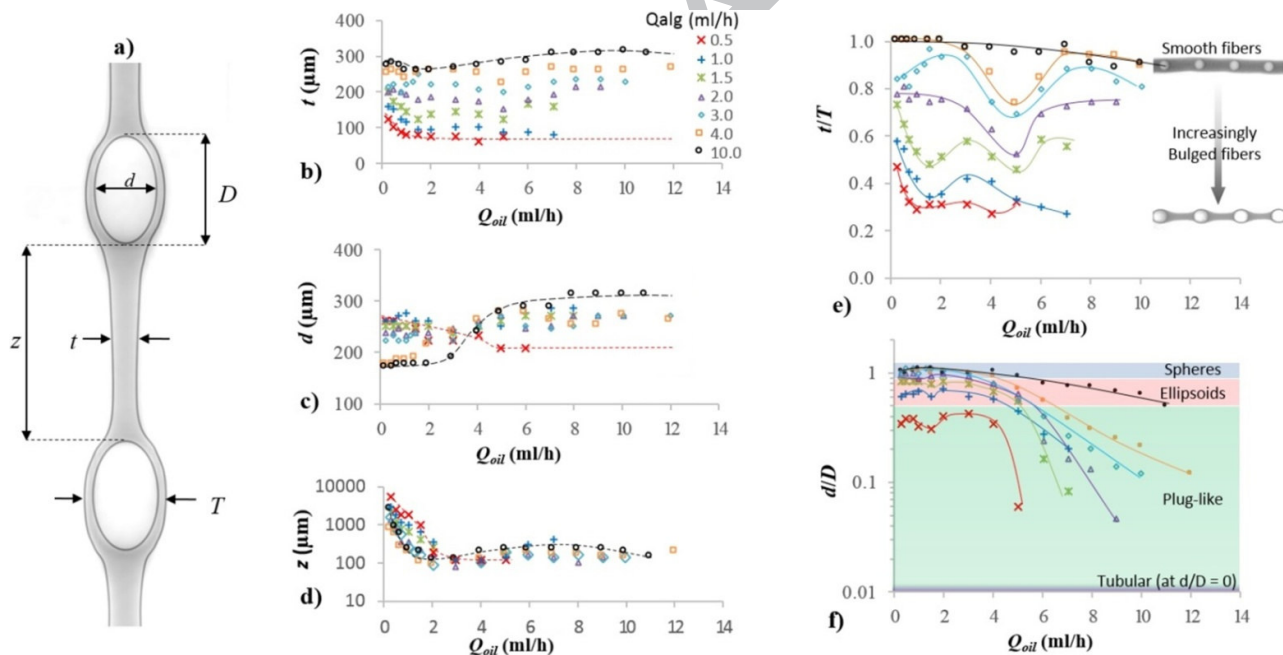 a)
d
D
z
t
T
b)
t (µm)
400
300
200
100
0
0 2 4 6 8 10 12 14
Q_oil (ml/h)
Qalg (ml/h)
0.5
1.0
1.5
2.0
3.0
4.0
10.0
c)
d (µm)
400
300
200
100
0 2 4 6 8 10 12 14
Q_oil (ml/h)
d)
z (µm)
10000
1000
100
10
0 2 4 6 8 10 12 14
Q_oil (ml/h)
e)
t/T
1.0
0.8
0.6
0.4
0.2
0.0
0 2 4 6 8 10 12 14
Q_oil (ml/h)
Smooth fibers
Increasingly
Bulged fibers
f)
d/D
1
0.1
0.01
Spheres
Ellipsoids
Plug-like
Tubular (at d/D = 0)
0 2 4 6 8 10 12 14
Q_oil (ml/h)